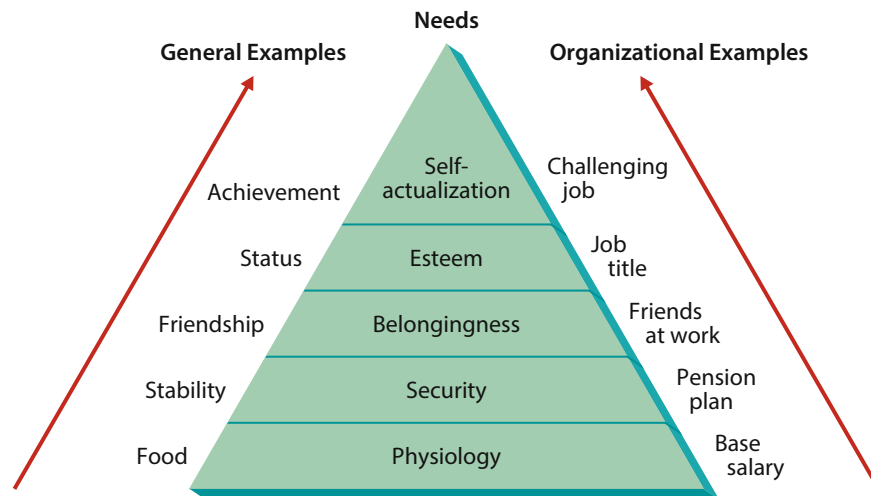 Needs
General Examples
Organizational Examples
Achievement
Self-
actualization
Challenging
job
Status
Esteem
Job
title
Friendship
Belongingness
Friends
at work
Stability
Security
Pension
plan
Food
Physiology
Base
salary